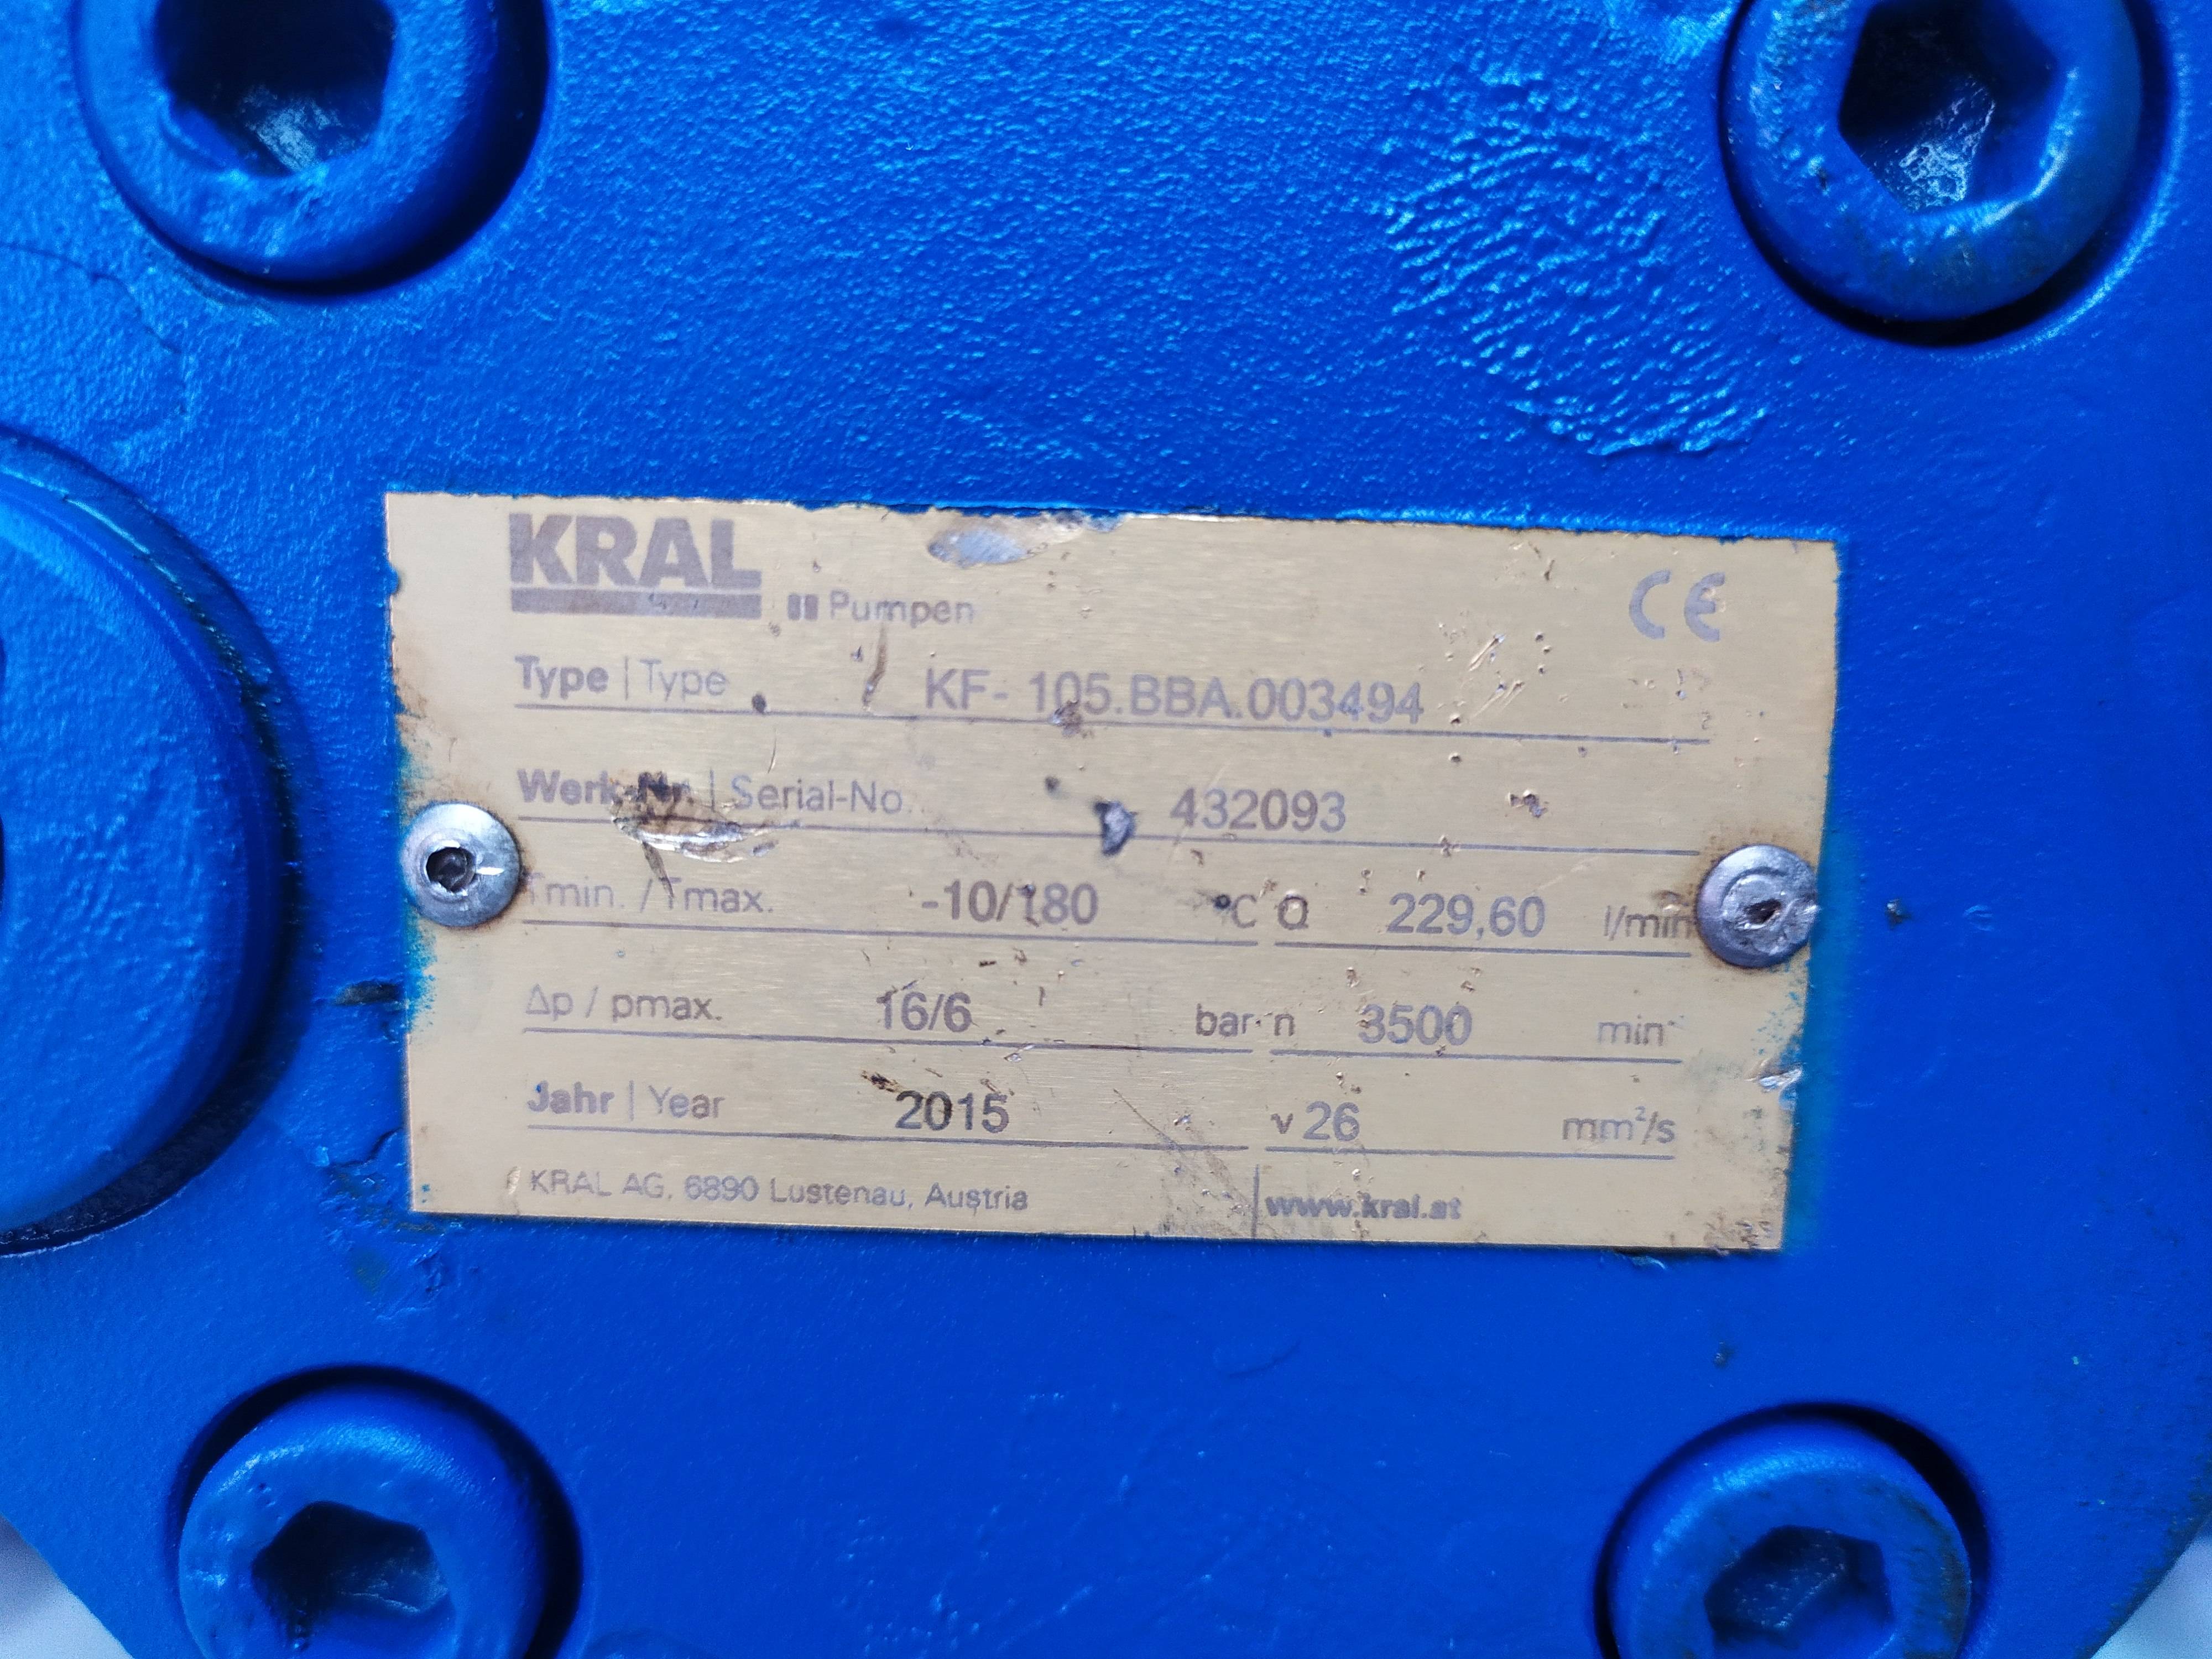 KRAL
Pumpen
CE
Type | Type KF- 105.BBA.003494
Werk-Nr. | Serial-No. 432093
Tmin. / Tmax. -10/180 °C Q 229,60 l/min
Δp / pmax. 16/6 bar n 3500 min⁻
Jahr | Year 2015 ν 26 mm²/s
KRAL AG, 6890 Lustenau, Austria | www.kral.at